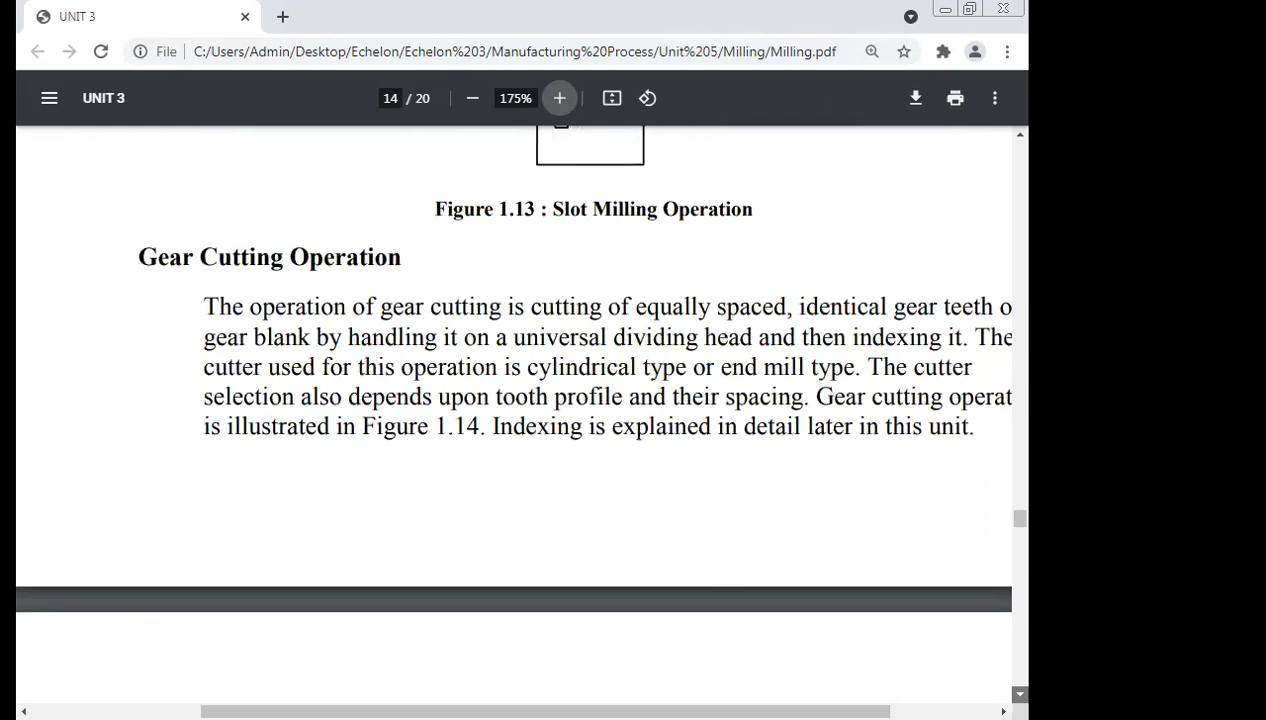 UNIT 3
File C:/Users/Admin/Desktop/Echelon/Echelon%203/Manufacturing%20Process/Unit%205/Milling/Milling.pdf
UNIT 3 14 / 20 175%
Figure 1.13 : Slot Milling Operation
Gear Cutting Operation
The operation of gear cutting is cutting of equally spaced, identical gear teeth o
gear blank by handling it on a universal dividing head and then indexing it. The
cutter used for this operation is cylindrical type or end mill type. The cutter
selection also depends upon tooth profile and their spacing. Gear cutting operat
is illustrated in Figure 1.14. Indexing is explained in detail later in this unit.